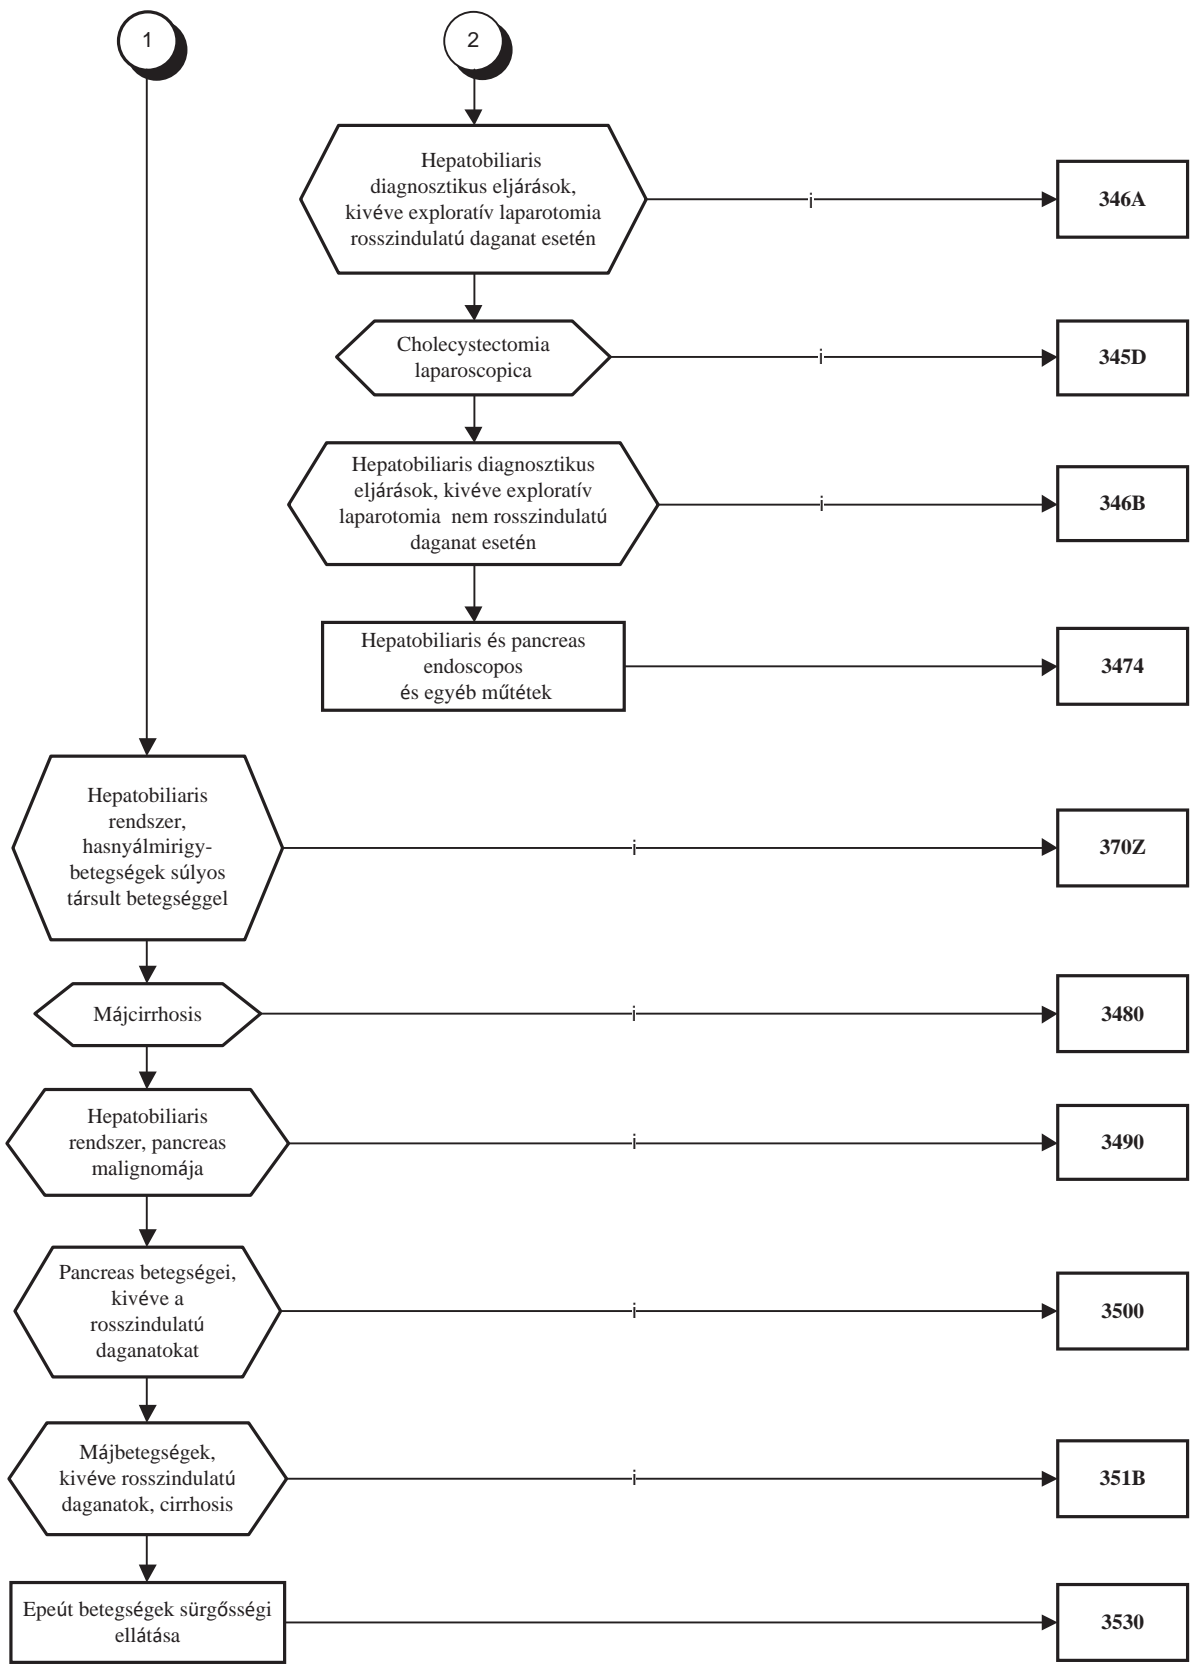 1
2
Hepatobiliaris
diagnosztikus eljárások,
kivéve exploratív laparotomia
rosszindulatú daganat esetén
i
346A
Cholecystectomia
laparoscopica
i
345D
Hepatobiliaris diagnosztikus
eljárások, kivéve exploratív
laparotomia nem rosszindulatú
daganat esetén
i
346B
Hepatobiliaris és pancreas
endoscopos
és egyéb műtétek
3474
Hepatobiliaris
rendszer,
hasnyálmirigy-
betegségek súlyos
társult betegséggel
i
370Z
Májcirrhosis
i
3480
Hepatobiliaris
rendszer, pancreas
malignomája
i
3490
Pancreas betegségei,
kivéve a
rosszindulatú
daganatokat
i
3500
Májbetegségek,
kivéve rosszindulatú
daganatok, cirrhosis
i
351B
Epeút betegségek sürgősségi
ellátása
3530